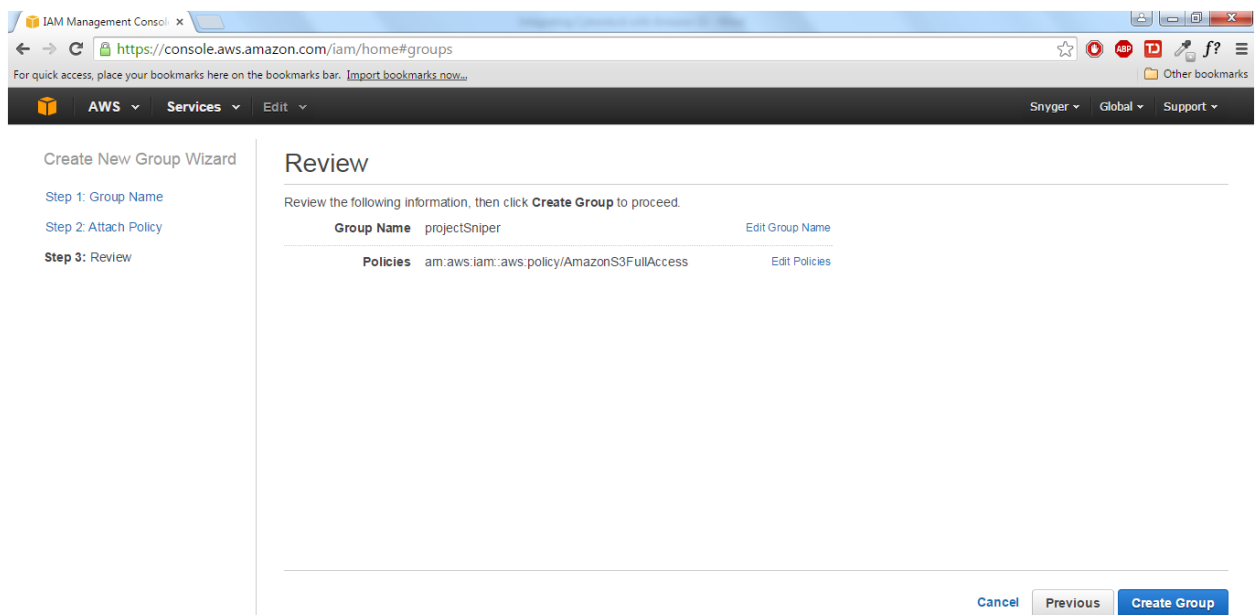 IAM Management Consol
https://console.aws.amazon.com/iam/home#groups
ABP
f?
For quick access, place your bookmarks here on the bookmarks bar. Import bookmarks now...
Other bookmarks
AWS
Services
Edit
Snyger
Global
Support
Create New Group Wizard
Step 1: Group Name
Step 2: Attach Policy
Step 3: Review
Review
Review the following information, then click Create Group to proceed.
Group Name projectSniper Edit Group Name
Policies arn:aws:iam::aws:policy/AmazonS3FullAccess Edit Policies
Cancel
Previous
Create Group